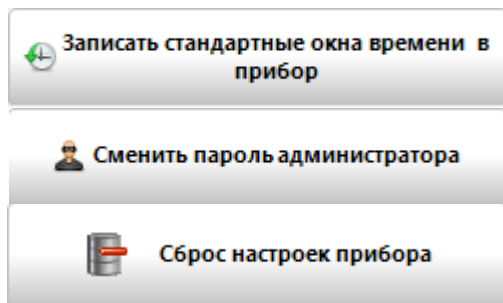 Записать стандартные окна времени в
прибор
Сменить пароль администратора
Сброс настроек прибора